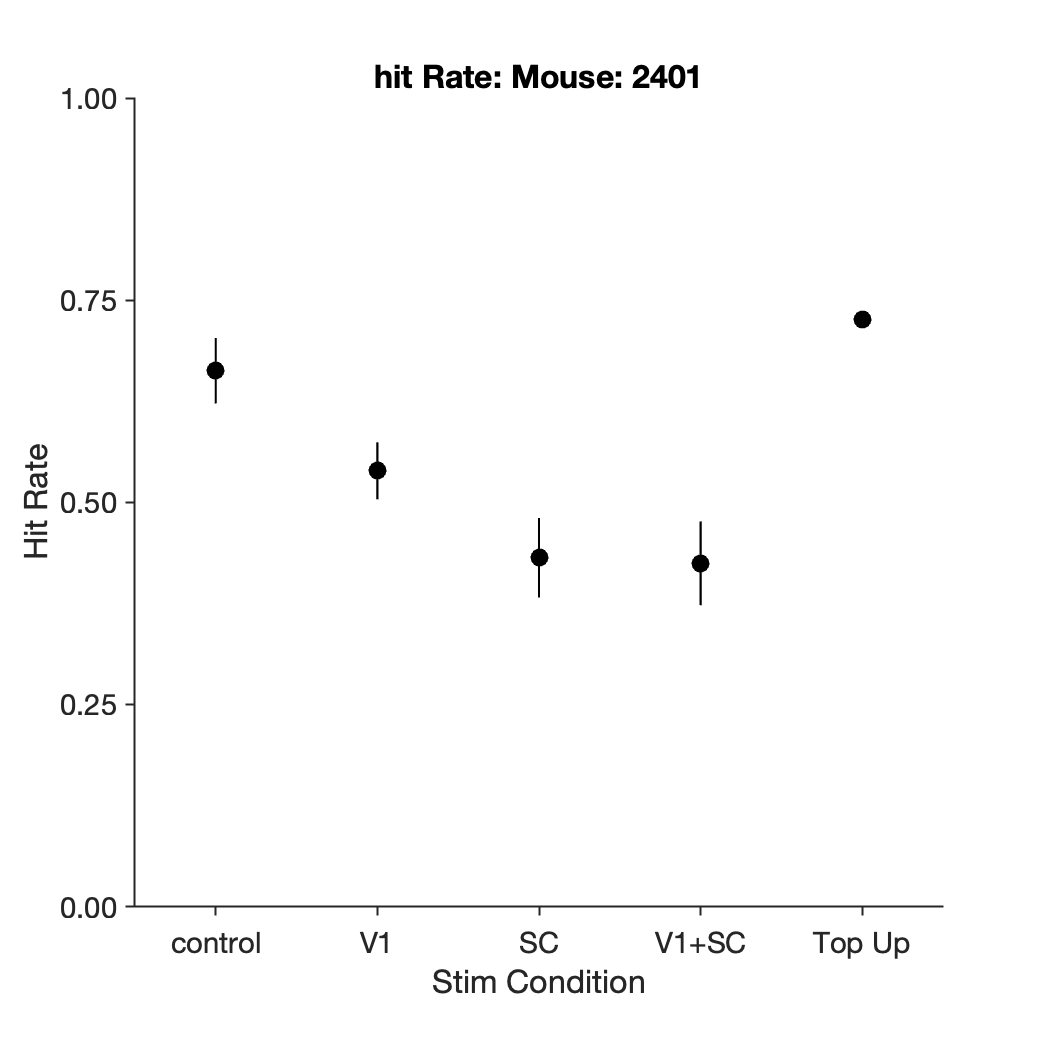 hit Rate: Mouse: 2401
1.00
0.75
0.50
0.25
0.00
Hit Rate
control V1 SC V1+SC Top Up
Stim Condition